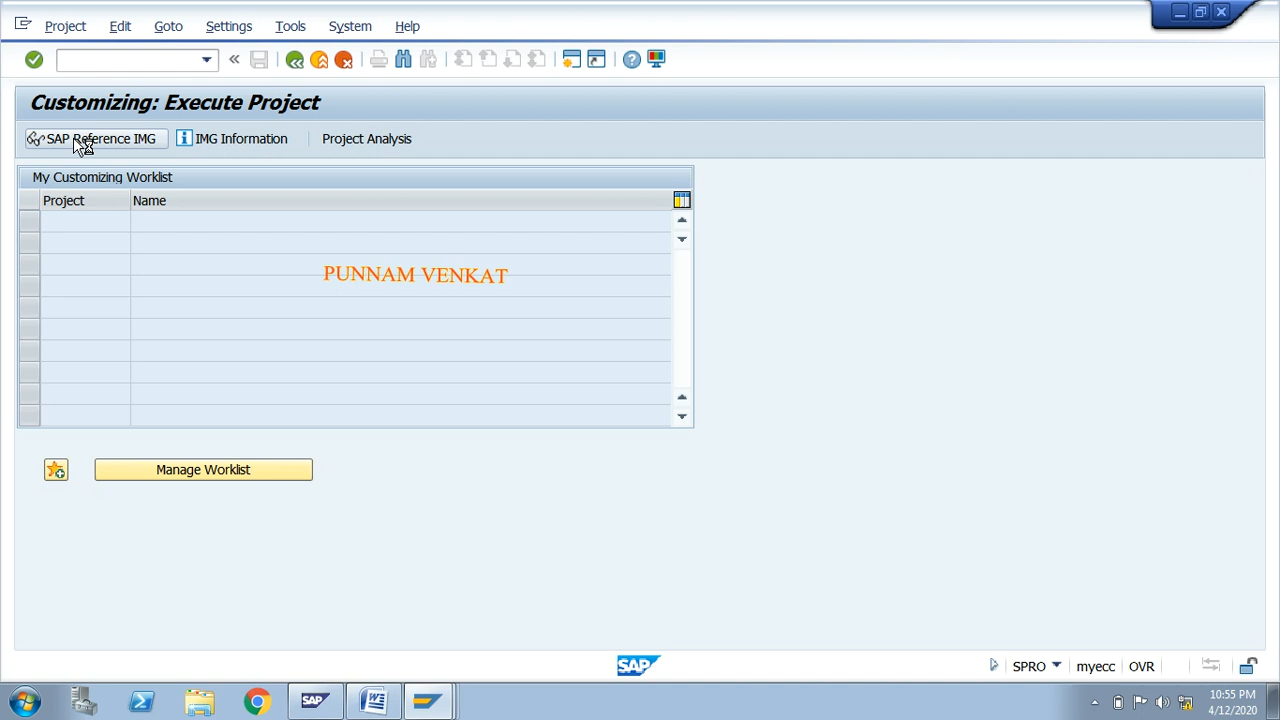 Project Edit Goto Settings Tools System Help
Customizing: Execute Project
SAP Reference IMG IMG Information Project Analysis
My Customizing Worklist
Project Name
PUNNAM VENKAT
Manage Worklist
SAP SPRO myecc OVR
SAP 10:55 PM
4/12/2020